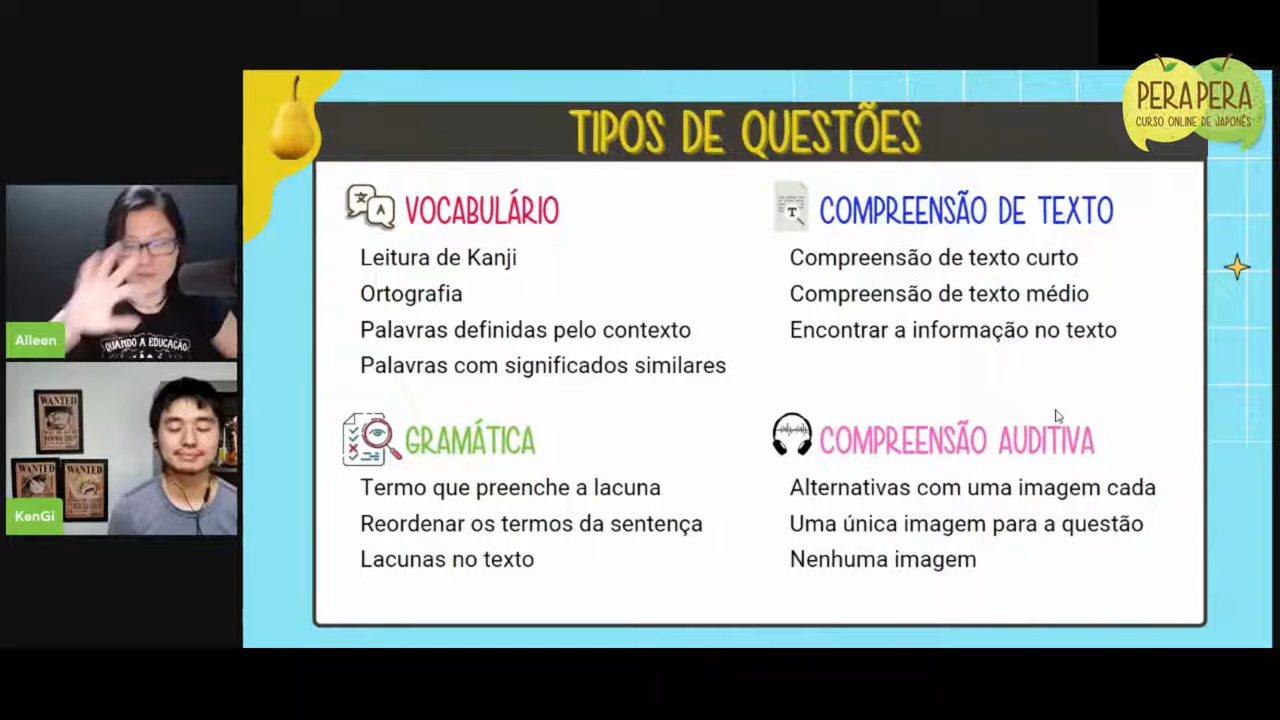 PERAPERA
CURSO ONLINE DE JAPONÊS
TIPOS DE QUESTÕES
VOCABULÁRIO
Leitura de Kanji
Ortografia
Palavras definidas pelo contexto
Palavras com significados similares
COMPREENSÃO DE TEXTO
Compreensão de texto curto
Compreensão de texto médio
Encontrar a informação no texto
GRAMÁTICA
Termo que preenche a lacuna
Reordenar os termos da sentença
Lacunas no texto
COMPREENSÃO AUDITIVA
Alternativas com uma imagem cada
Uma única imagem para a questão
Nenhuma imagem
QUANDO A EDUCAÇÃO
WANTED
WANTED
WANTED
KenGi